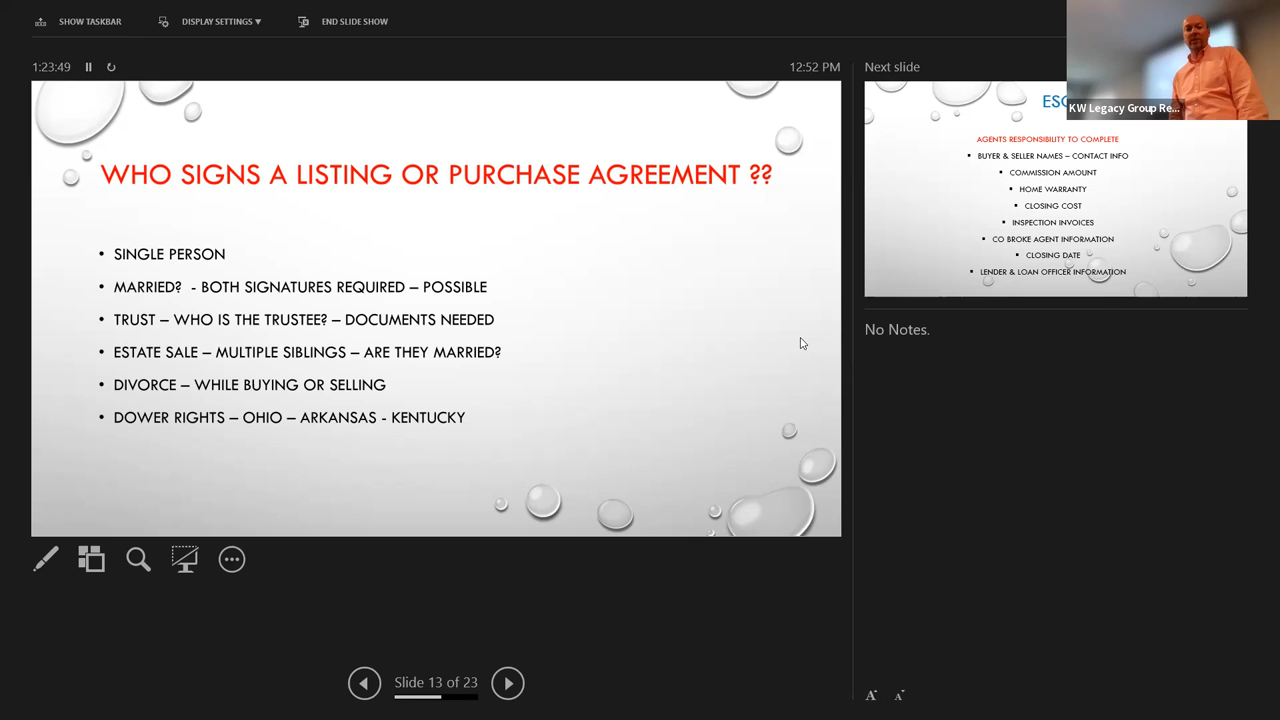 SHOW TASKBAR
DISPLAY SETTINGS ▼
END SLIDE SHOW
1:23:49
12:52 PM
WHO SIGNS A LISTING OR PURCHASE AGREEMENT ??
• SINGLE PERSON
• MARRIED? - BOTH SIGNATURES REQUIRED – POSSIBLE
• TRUST – WHO IS THE TRUSTEE? – DOCUMENTS NEEDED
• ESTATE SALE – MULTIPLE SIBLINGS – ARE THEY MARRIED?
• DIVORCE – WHILE BUYING OR SELLING
• DOWER RIGHTS – OHIO – ARKANSAS - KENTUCKY
Slide 13 of 23
Next slide
KW Legacy Group Re...
AGENTS RESPONSIBILITY TO COMPLETE
▪ BUYER & SELLER NAMES – CONTACT INFO
▪ COMMISSION AMOUNT
▪ HOME WARRANTY
▪ CLOSING COST
▪ INSPECTION INVOICES
▪ CO BROKE AGENT INFORMATION
▪ CLOSING DATE
▪ LENDER & LOAN OFFICER INFORMATION
No Notes.
A A